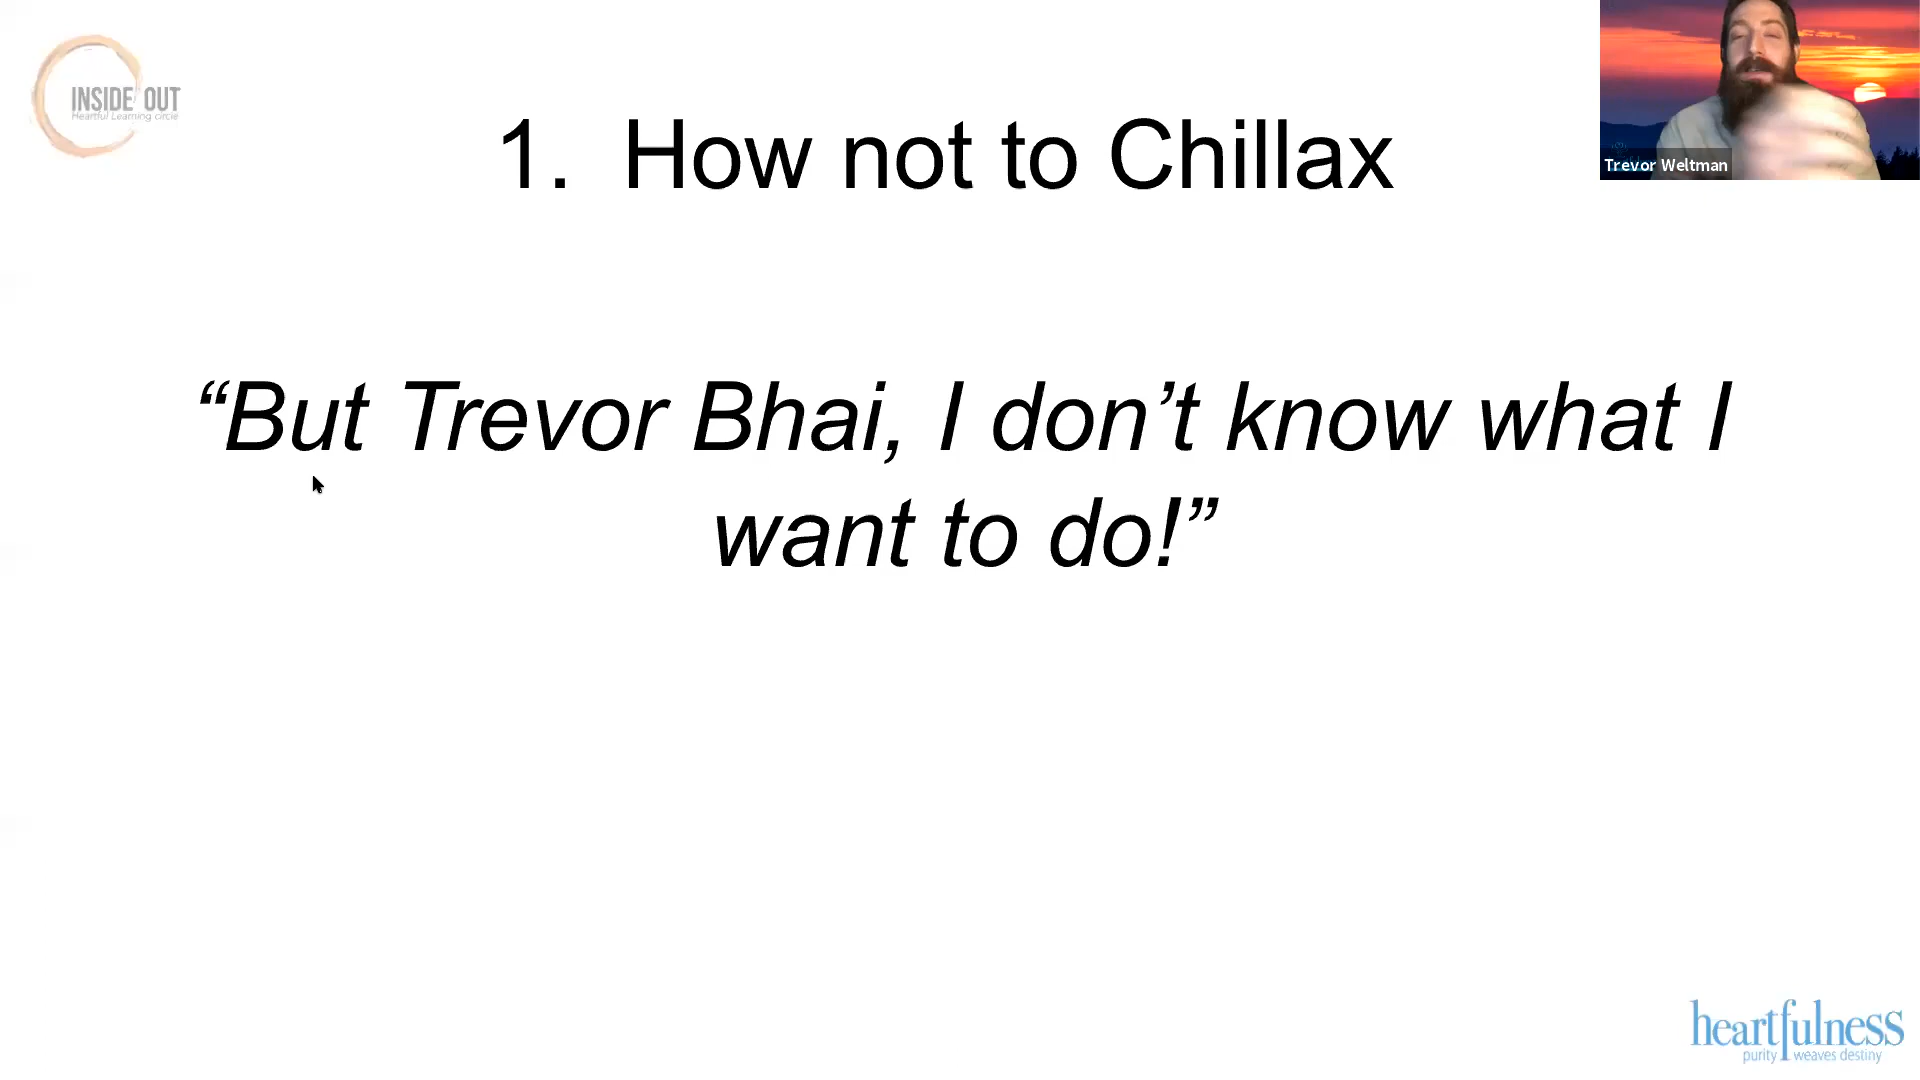 INSIDE OUT
Heartful Learning circle
1. How not to Chillax
Trevor Weltman
“But Trevor Bhai, I don’t know what I
want to do!”
heartfulness
purity weaves destiny